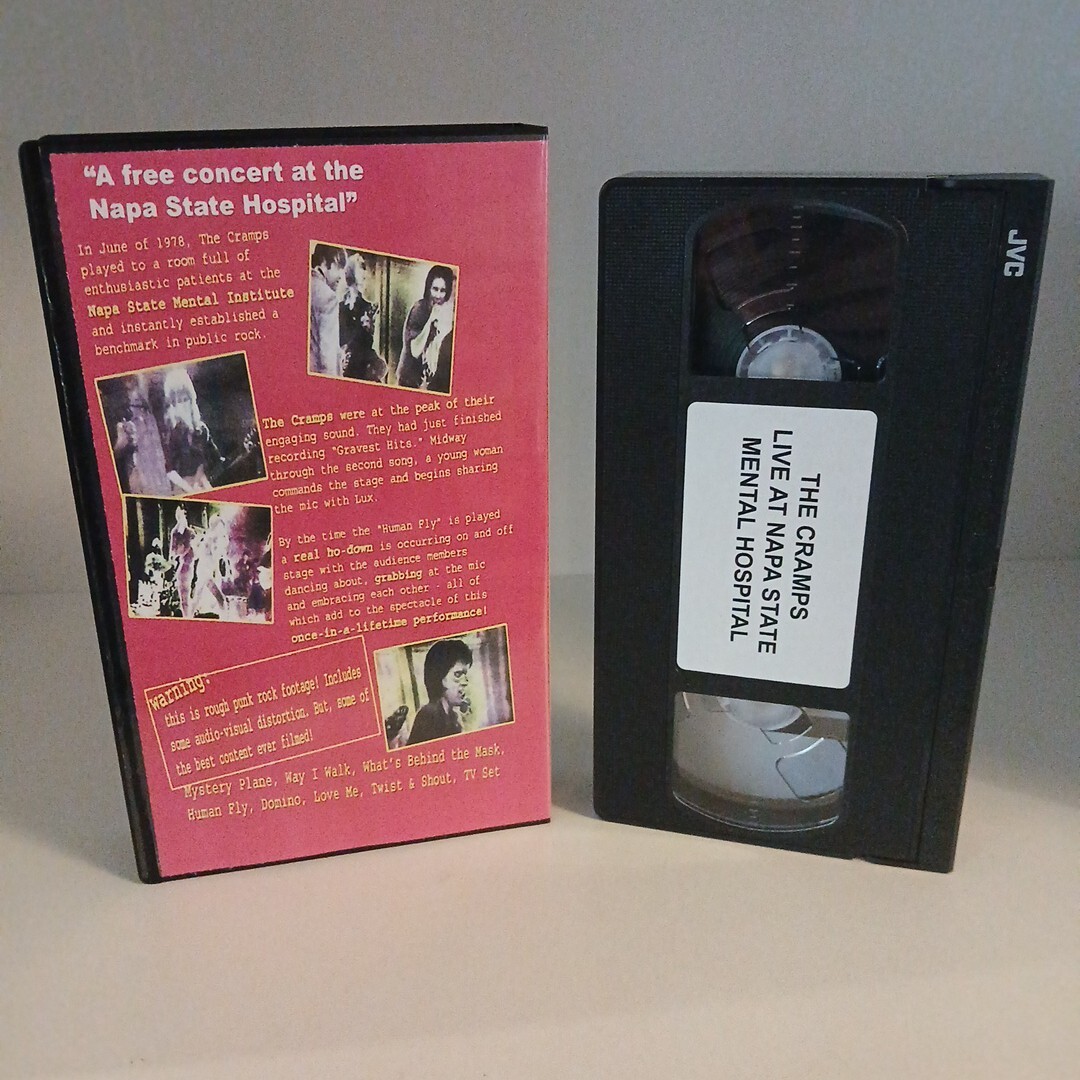 “A free concert at the
Napa State Hospital”
In June of 1978, The Cramps
played to a room full of
enthusiastic patients at the
Napa State Mental Institute
and instantly established a
benchmark in public rock.
The Cramps were at the peak of their
engaging sound. They had just finished
recording "Gravest Hits." Midway
through the second song, a young woman
commands the stage and begins sharing
the mic with Lux.
By the time the "Human Fly" is played
a real ho-down is occurring on and off
stage with the audience members
dancing about, grabbing at the mic
and embracing each other - all of
which add to the spectacle of this
once-in-a-lifetime performance!
warning:
this is rough punk rock footage! Includes
some audio-visual distortion. But, some of
the best content ever filmed!
Mystery Plane, Way I Walk, What's Behind the Mask,
Human Fly, Domino, Love Me, Twist & Shout, TV Set
JVC
THE CRAMPS
LIVE AT NAPA STATE
MENTAL HOSPITAL